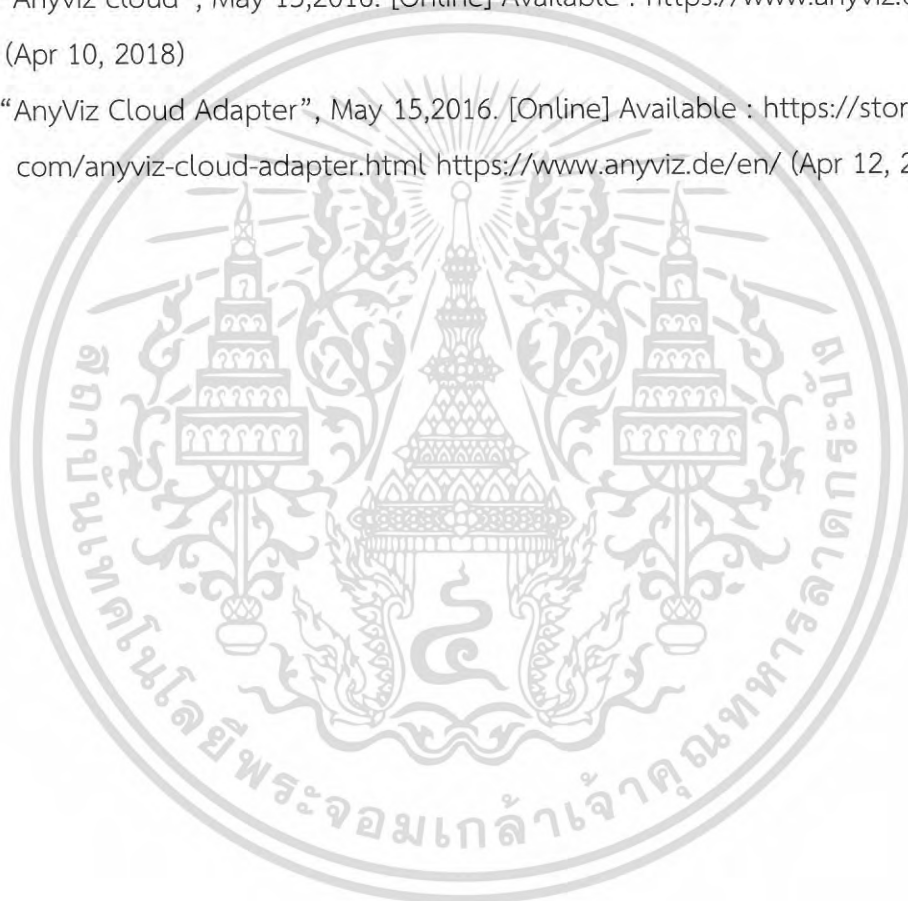 Anyviz Cloud”, May 15,2016. [Online] Available : https://www.anyviz.
(Apr 10, 2018)
“AnyViz Cloud Adapter”, May 15,2016. [Online] Available : https://stor
com/anyviz-cloud-adapter.html https://www.anyviz.de/en/ (Apr 12, 2
สถาบันเทคโนโลยีพระจอมเกล้าเจ้าคุณทหารลาดกระบัง
๔